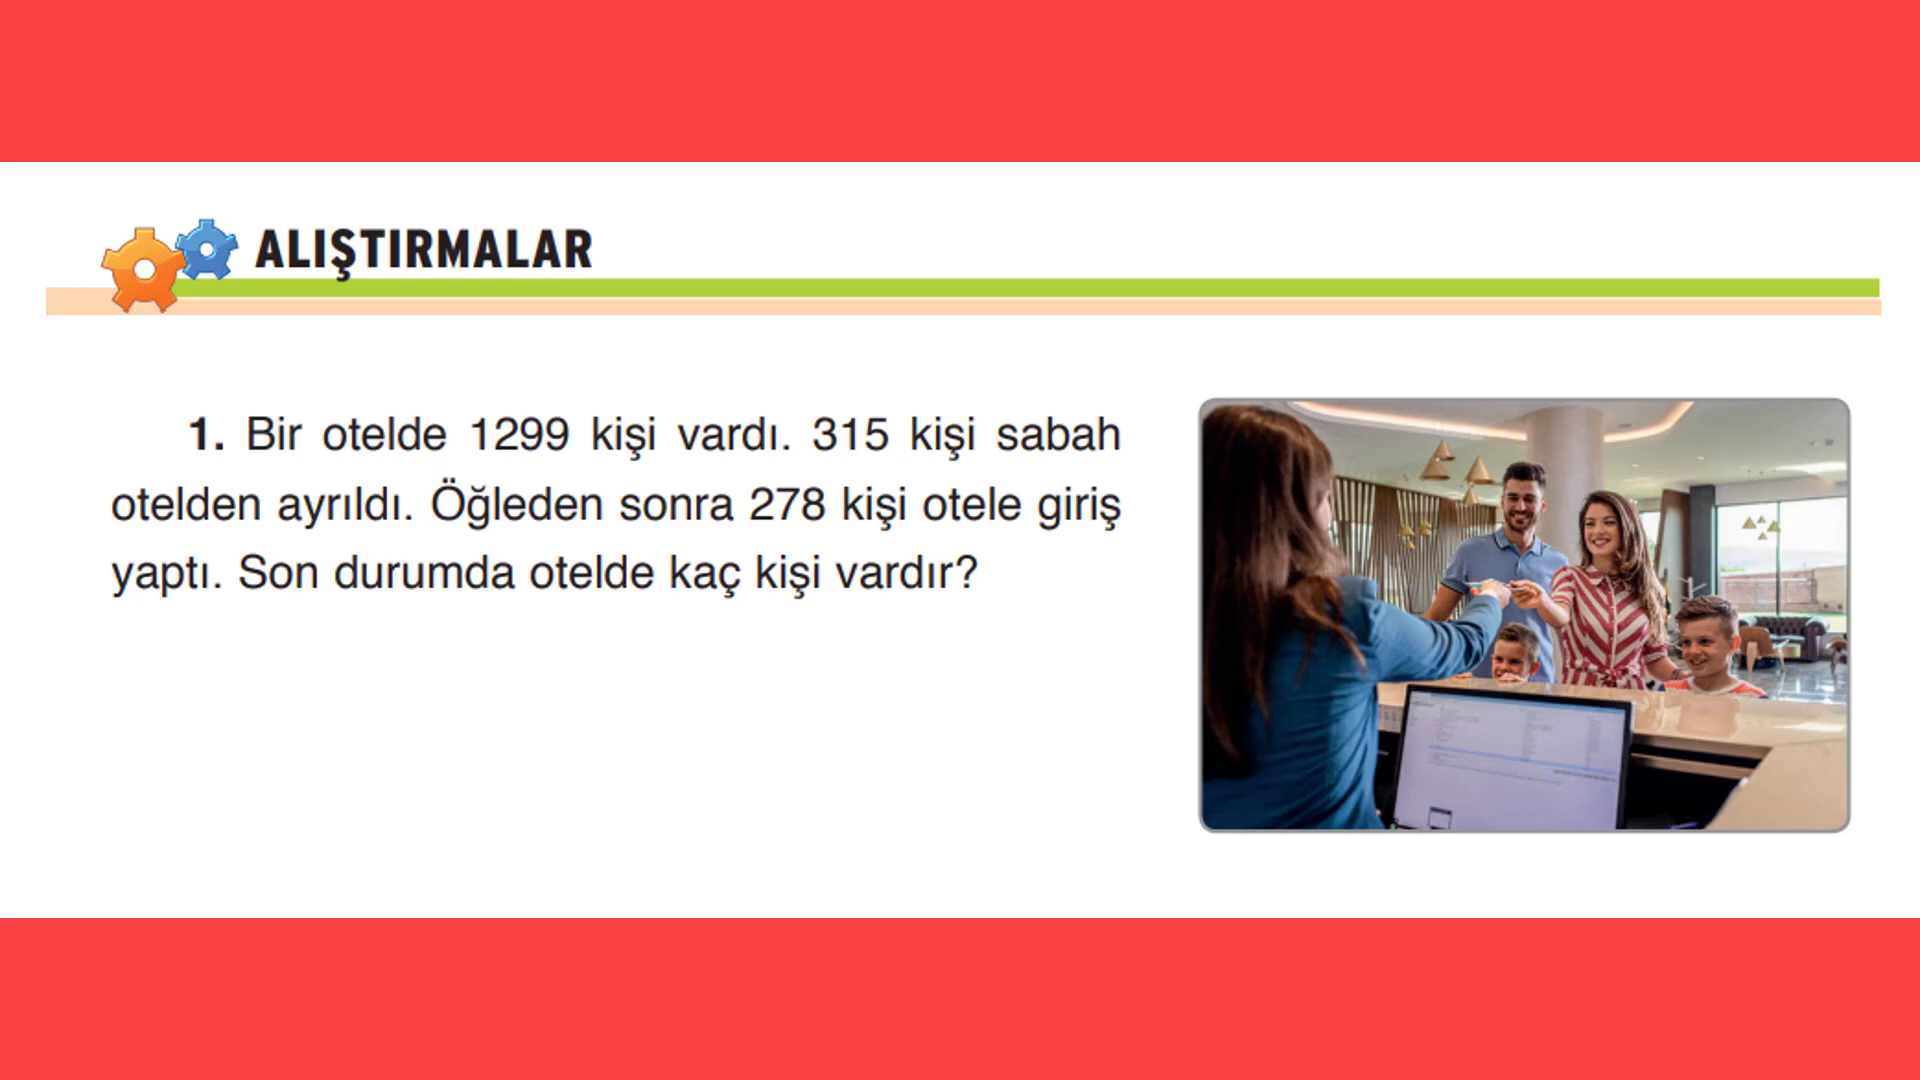 ALIŞTIRMALAR
1. Bir otelde 1299 kişi vardı. 315 kişi sabah
otelden ayrıldı. Öğleden sonra 278 kişi otele giriş
yaptı. Son durumda otelde kaç kişi vardır?